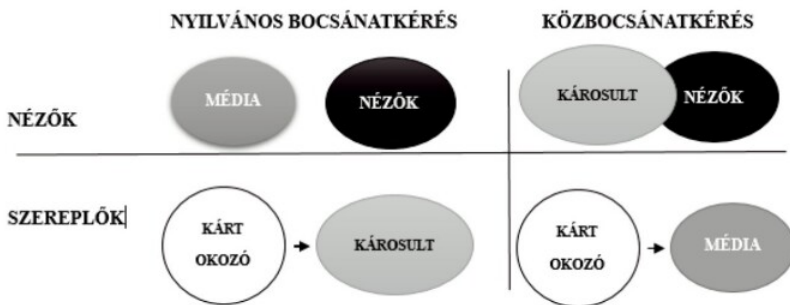 NYILVÁNOS BOCSÁNATKÉRÉS
KÖZBOCSÁNATKÉRÉS
NÉZŐK
MÉDIA
NÉZŐK
KÁROSULT
NÉZŐK
SZEREPLŐK
KÁRT
OKOZÓ
KÁROSULT
KÁRT
OKOZÓ
MÉDIA